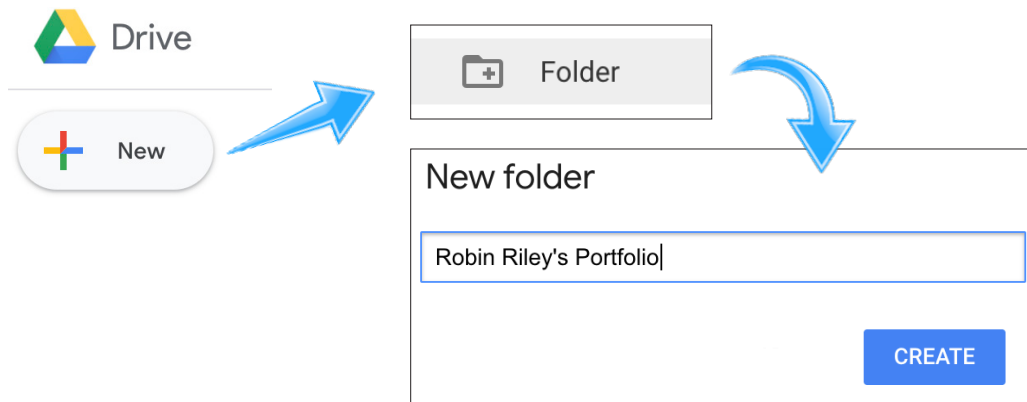 Drive
New
Folder
New folder
Robin Riley's Portfolio
CREATE